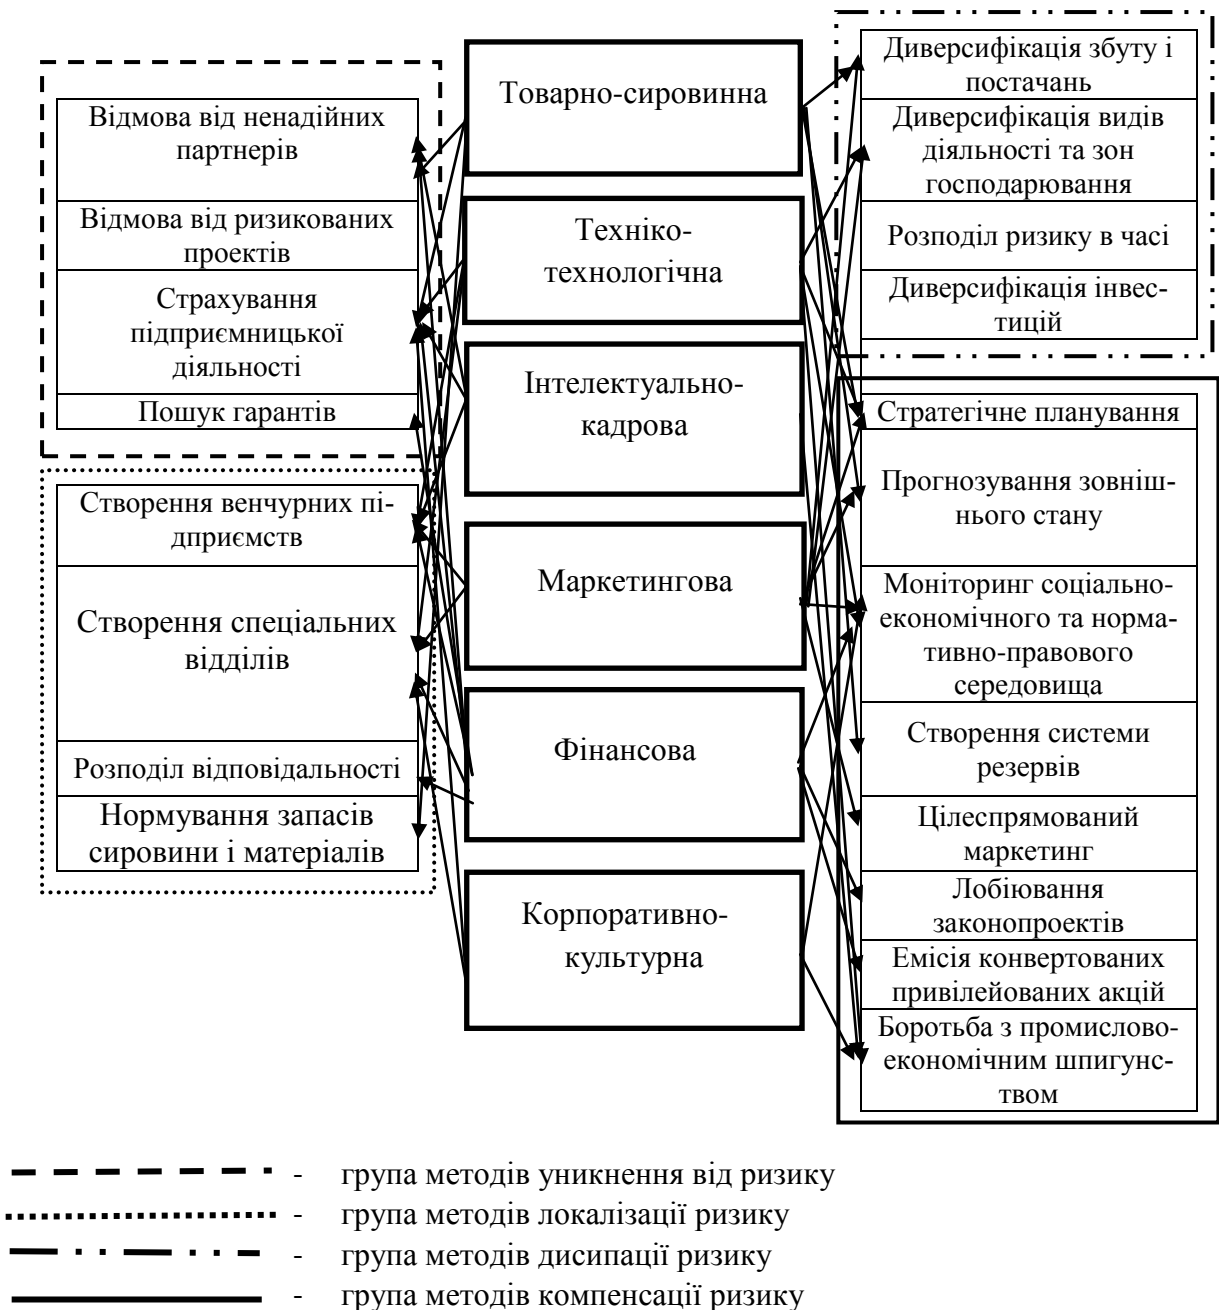 Відмова від ненадійних
партнерів
Відмова від ризикованих
проектів
Страхування
підприємницької
діяльності
Пошук гарантів
Створення венчурних пі-
дприємств
Створення спеціальних
відділів
Розподіл відповідальності
Нормування запасів
сировини і матеріалів
Товарно-сировинна
Техніко-
технологічна
Інтелектуально-
кадрова
Маркетингова
Фінансова
Корпоративно-
культурна
Диверсифікація збуту і
постачань
Диверсифікація видів
діяльності та зон
господарювання
Розподіл ризику в часі
Диверсифікація інвес-
тицій
Стратегічне планування
Прогнозування зовніш-
нього стану
Моніторинг соціально-
економічного та норма-
тивно-правового
середовища
Створення системи
резервів
Цілеспрямований
маркетинг
Лобіювання
законопроектів
Емісія конвертованих
привілейованих акцій
Боротьба з промислово-
економічним шпигунс-
твом
- група методів уникнення від ризику
- група методів локалізації ризику
- група методів дисипації ризику
- група методів компенсації ризику